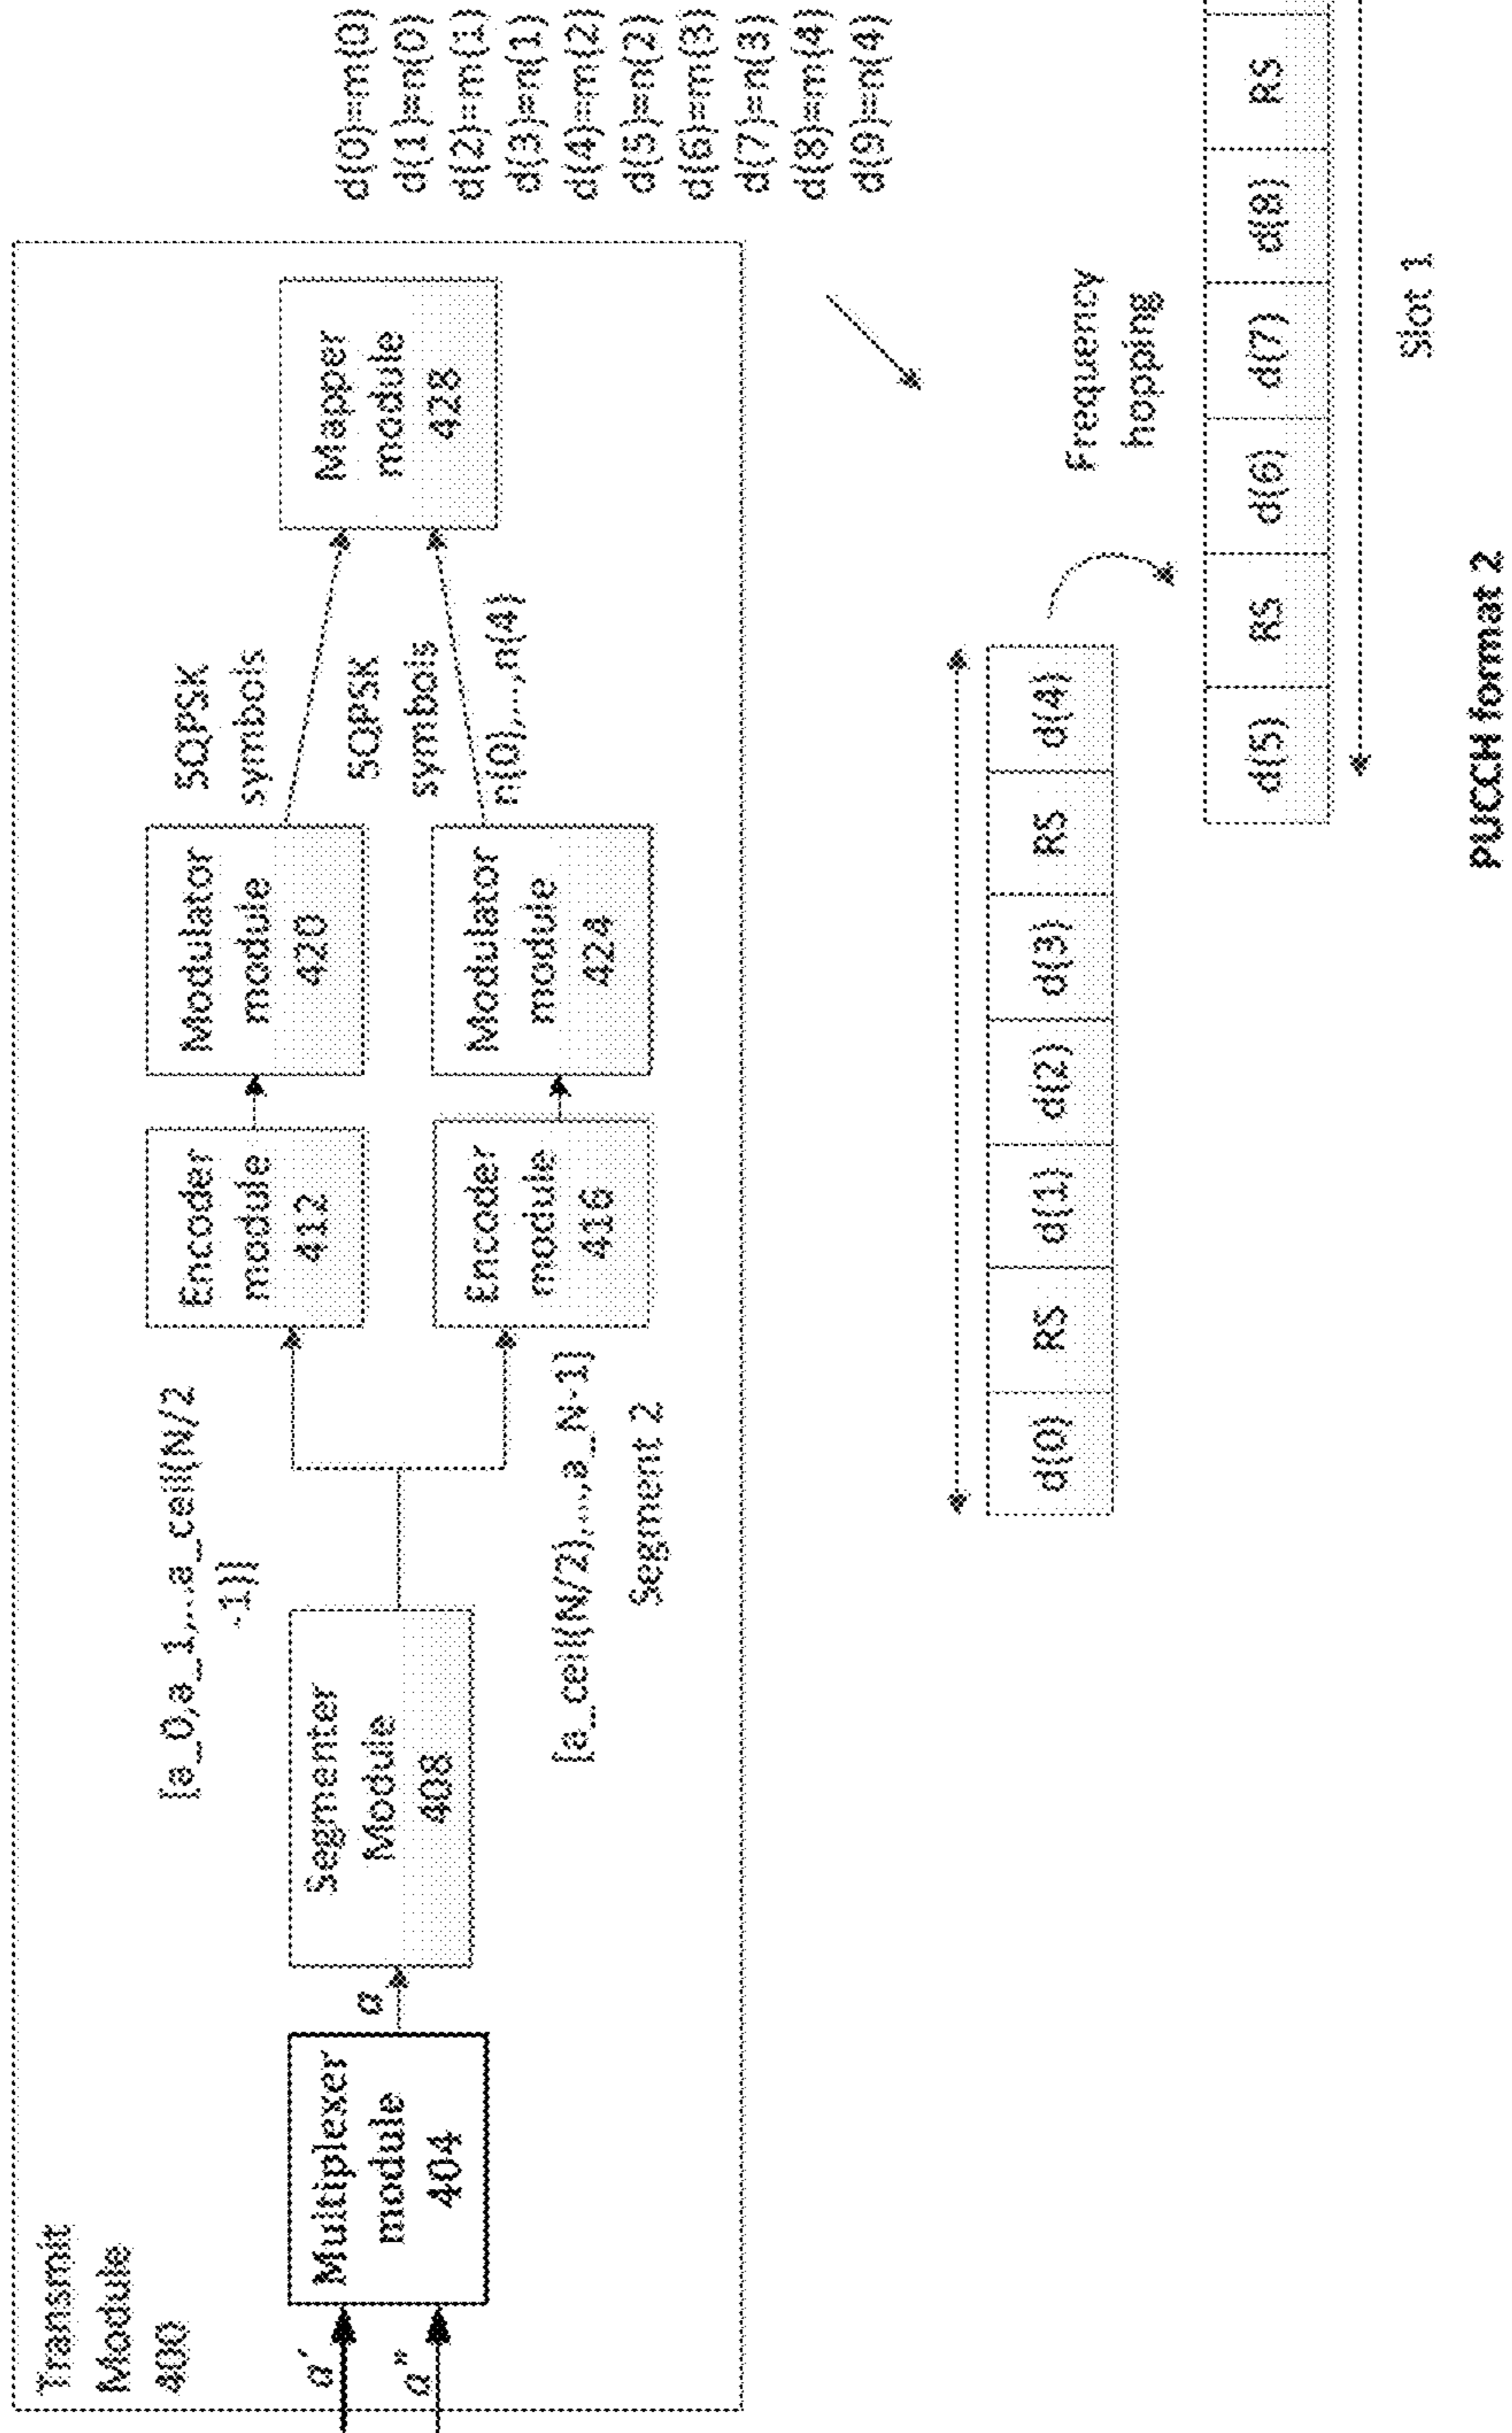 Transmit
Module
400
a'
a"
Multiplexer
module
404
a
Segmenter
Module
408
[a_0,a_1,...a_ceil(N/2
-1)]
[a_ceil(N/2),...,a_N-1]
Segment 2
Encoder
module
412
Encoder
module
416
Modulator
module
420
Modulator
module
424
5QPSK
symbols
5QPSK
symbols
n(0),...,n(4)
Mapper
module
428
d(0)=m(0)
d(1)=n(0)
d(2)=m(1)
d(3)=n(1)
d(4)=m(2)
d(5)=n(2)
d(6)=m(3)
d(7)=n(3)
d(8)=m(4)
d(9)=n(4)
d(0) RS d(1) d(2) d(3) RS d(4)
Frequency
hopping
d(5) RS d(6) d(7) d(8) RS
Slot 1
PUCCH format 2